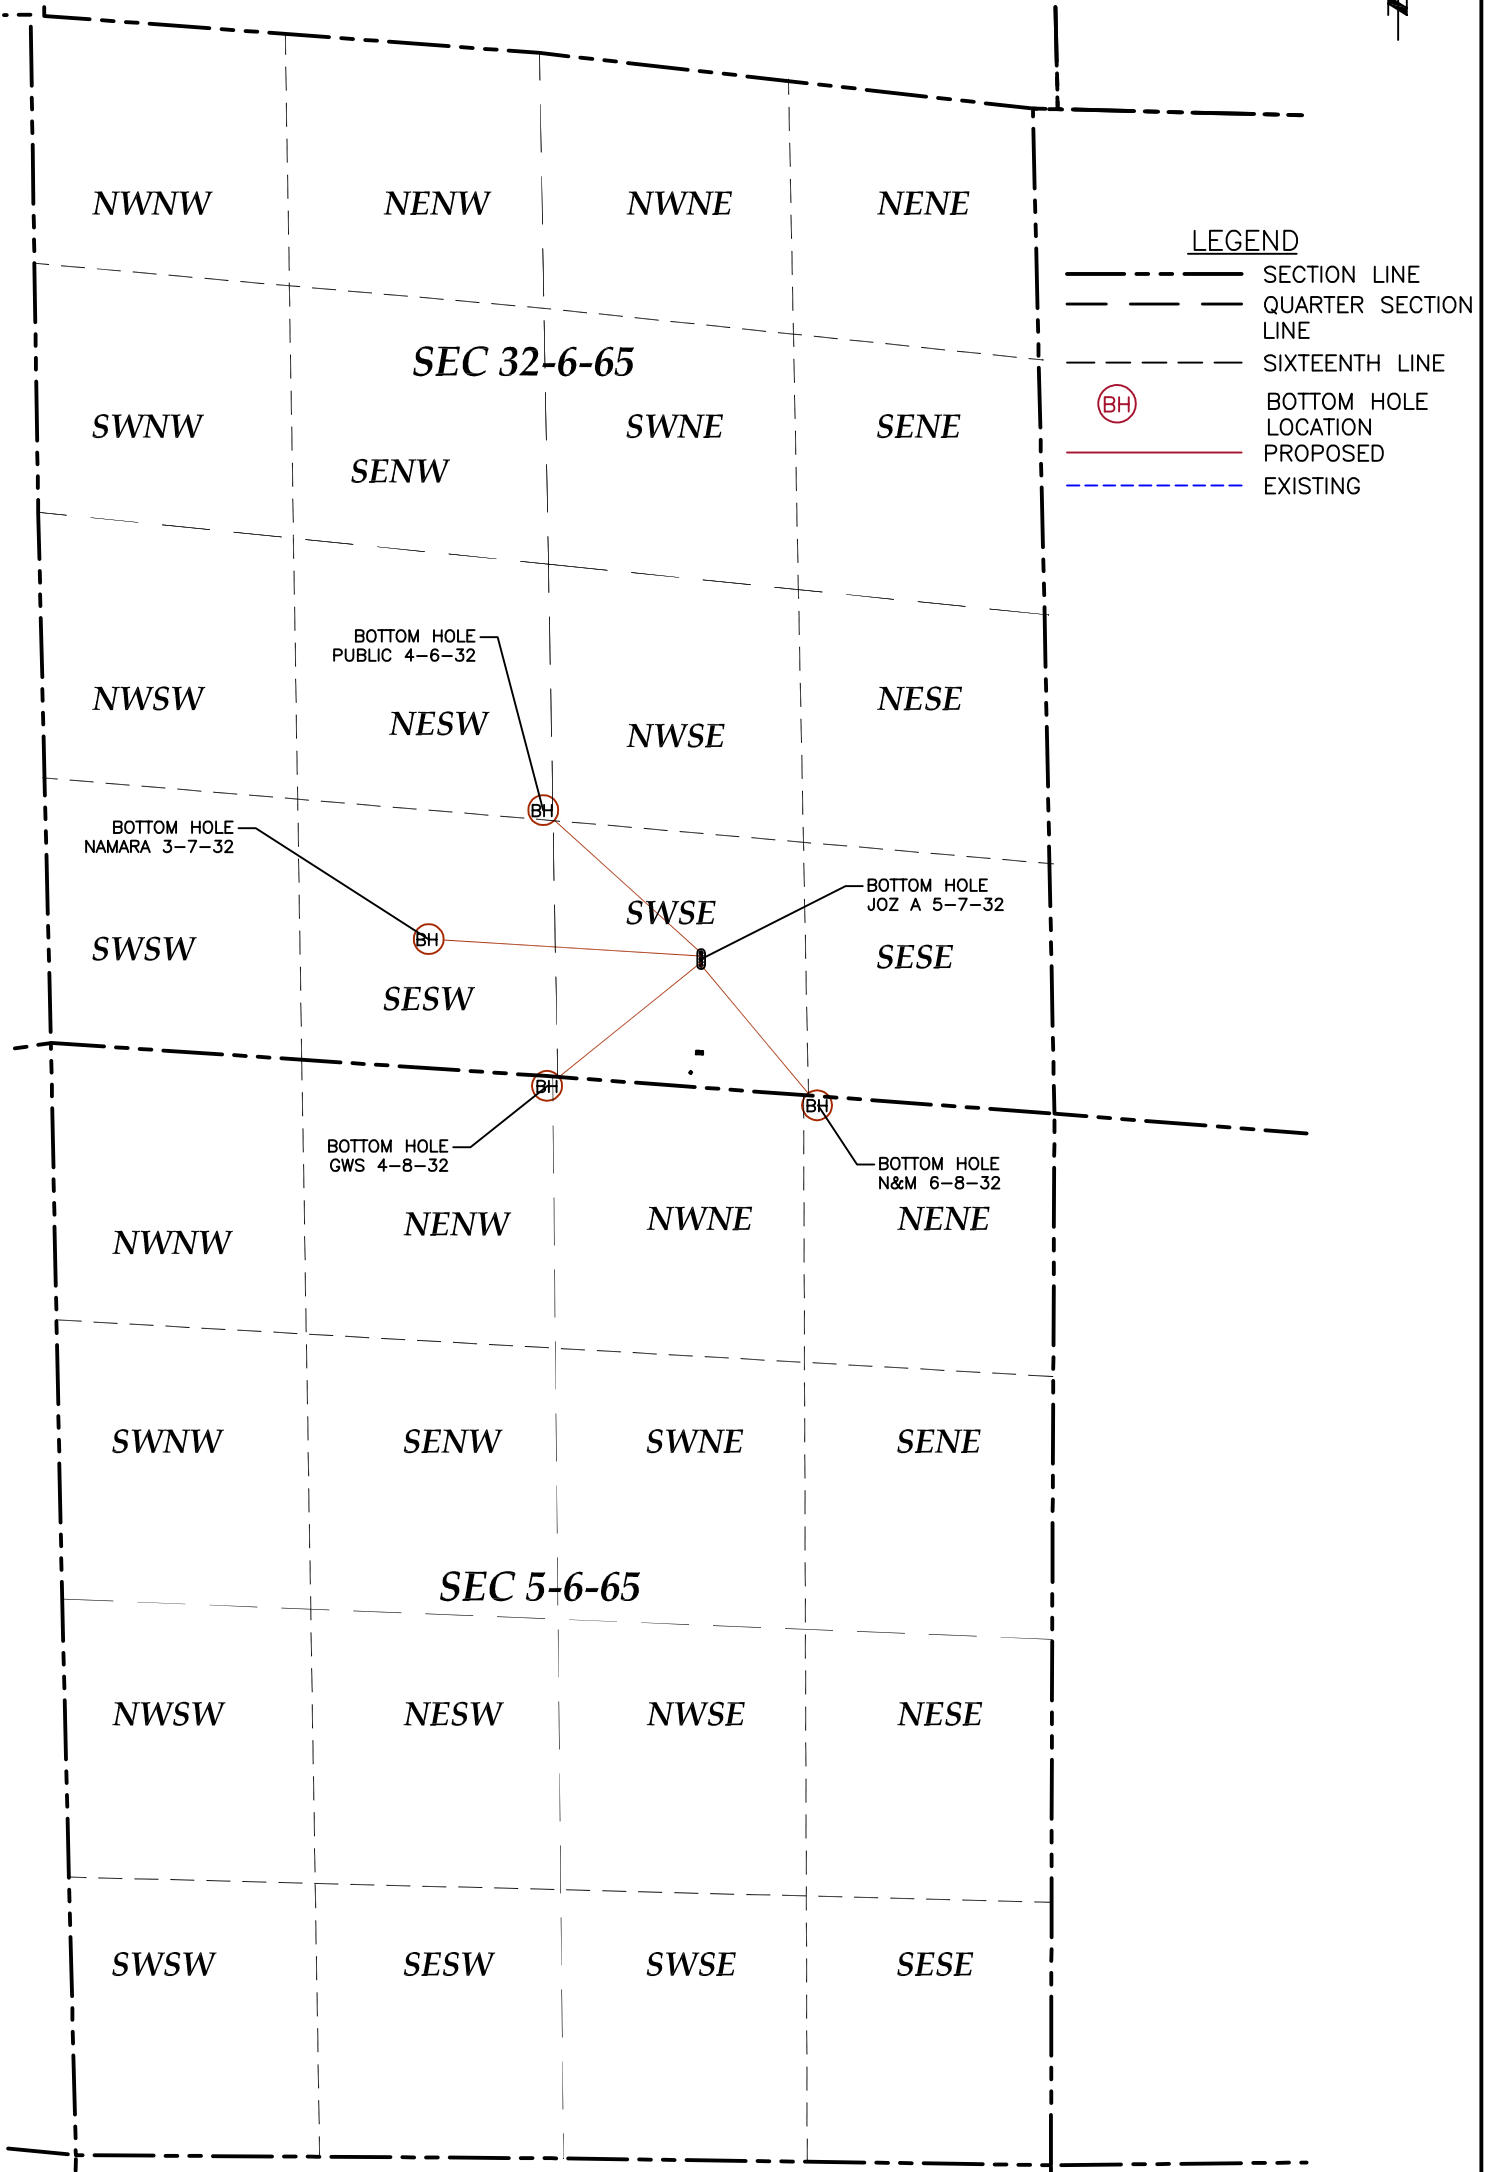 NWNW NENW NWNE NENE
LEGEND
SECTION LINE
QUARTER SECTION
LINE
SIXTEENTH LINE
BH
BOTTOM HOLE
LOCATION
PROPOSED
EXISTING
SEC 32-6-65
SWNW SWNE SENE
SENW
BOTTOM HOLE
PUBLIC 4-6-32
NWSW NESW NWSE NESE
BH
BOTTOM HOLE
NAMARA 3-7-32
BOTTOM HOLE
JOZ A 5-7-32
SWSE
BH
SWSW SESE
SESW
BH
BH
BOTTOM HOLE
GWS 4-8-32
BOTTOM HOLE
N&M 6-8-32
NWNW NENW NWNE NENE
SWNW SENW SWNE SENE
SEC 5-6-65
NWSW NESW NWSE NESE
SWSW SESW SWSE SESE